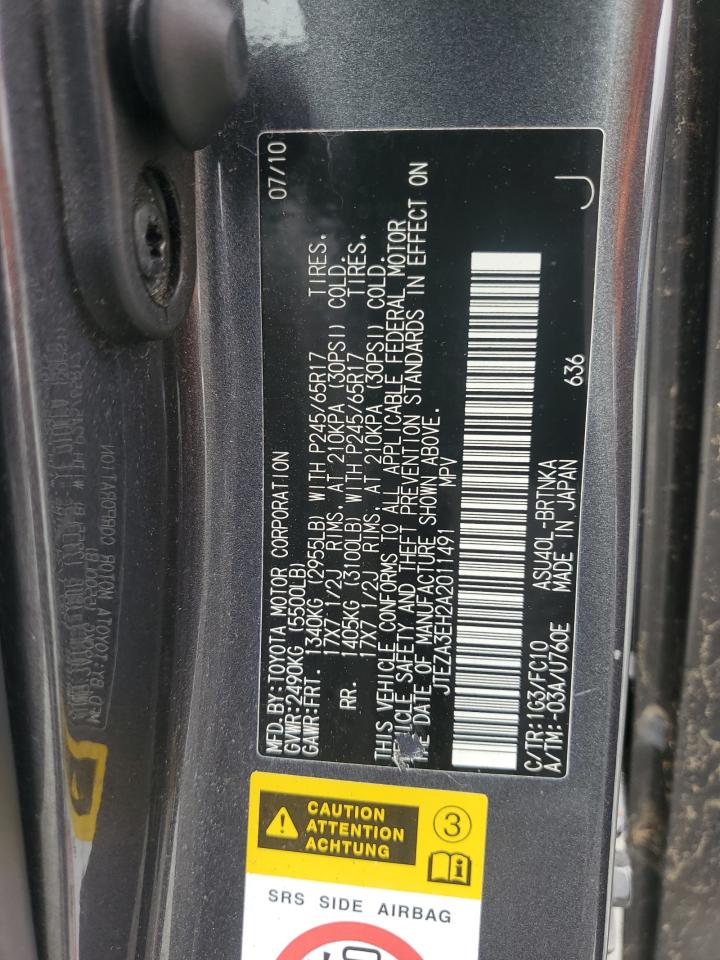 MFD.BY:TOYOTA MOTOR CORPORATION 07/10
GVWR:2490KG (5500LB)
GAWR:FRT. 1340KG (2955LB) WITH P245/65R17 TIRES.
17X7 1/2J RIMS, AT 210KPA (30PSI) COLD.
RR. 1405KG (3100LB) WITH P245/65R17 TIRES.
17X7 1/2J RIMS, AT 210KPA (30PSI) COLD.
THIS VEHICLE CONFORMS TO ALL APPLICABLE FEDERAL MOTOR
VEHICLE SAFETY AND THEFT PREVENTION STANDARDS IN EFFECT ON
THE DATE OF MANUFACTURE SHOWN ABOVE.
JTEZA3EH2A2011491 MPV
C/TR:1G3/FC10 ASU40L-BRTNKA 636 J
A/TM:-03A/U760E MADE IN JAPAN
CAUTION
ATTENTION
ACHTUNG
3
SRS SIDE AIRBAG